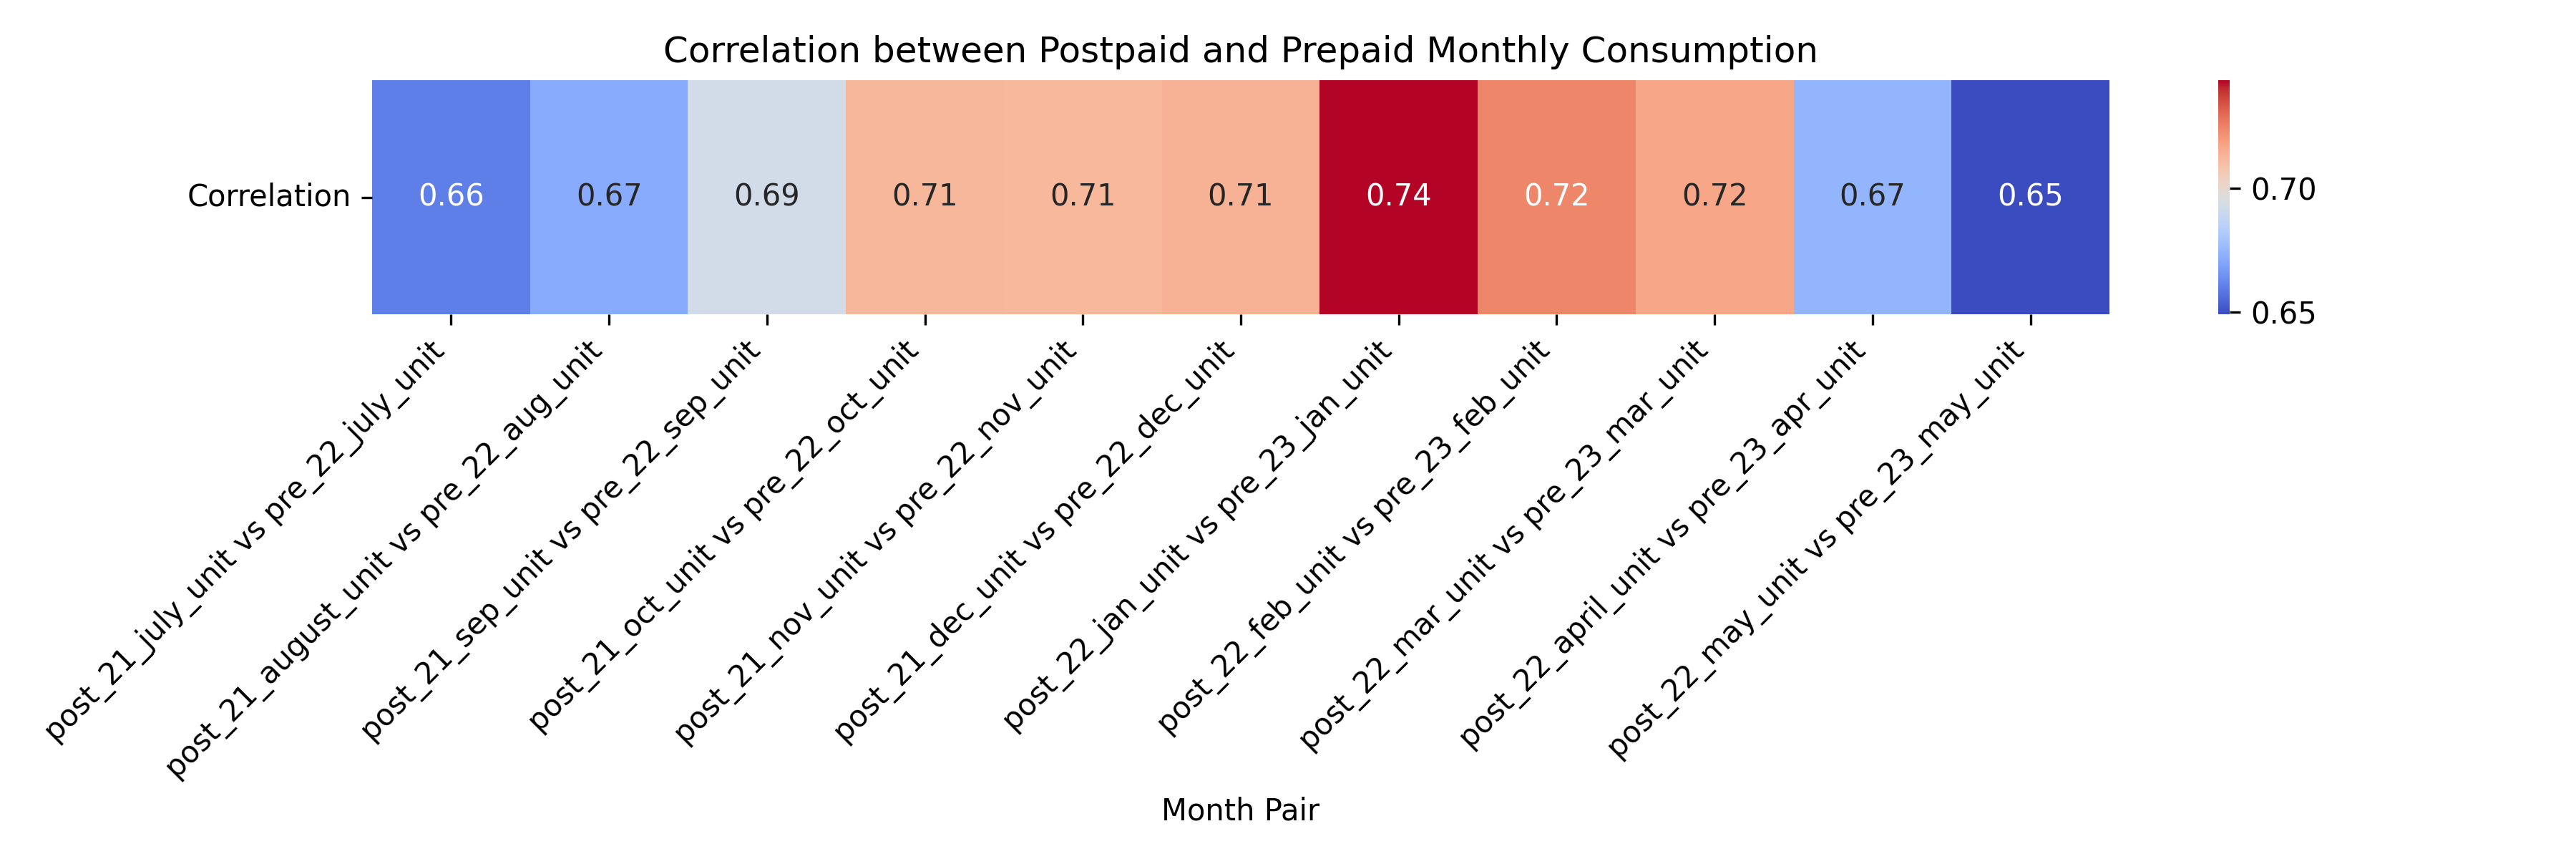 Correlation between Postpaid and Prepaid Monthly Consumption
Correlation
0.66 0.67 0.69 0.71 0.71 0.71 0.74 0.72 0.72 0.67 0.65
0.70
0.65
post_21_july_unit vs pre_22_july_unit
post_21_august_unit vs pre_22_aug_unit
post_21_sep_unit vs pre_22_sep_unit
post_21_oct_unit vs pre_22_oct_unit
post_21_nov_unit vs pre_22_nov_unit
post_21_dec_unit vs pre_22_dec_unit
post_22_jan_unit vs pre_23_jan_unit
post_22_feb_unit vs pre_23_feb_unit
post_22_mar_unit vs pre_23_mar_unit
post_22_april_unit vs pre_23_apr_unit
post_22_may_unit vs pre_23_may_unit
Month Pair